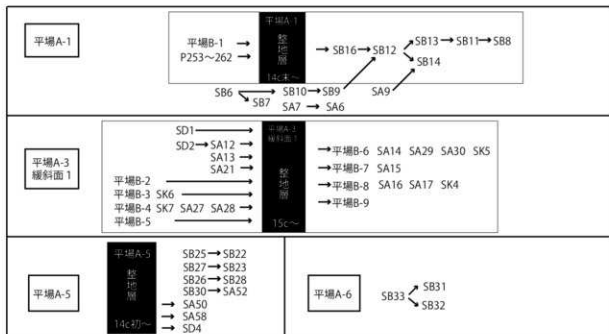 平場A-1
平場A-1
整地層
14c末～
平場B-1 →
P253～262 →
→ SB16 → SB12
SB13 → SB11 → SB8
SB14
SB6 → SB10 → SB9
SB7
SA7 → SA6
SA9
平場A-3
緩斜面1
平場A-3
緩斜面1
整地層
15c～
SD1 →
SD2 → SA12 →
SA13 →
SA21 →
平場B-2 →
平場B-3 SK6 →
平場B-4 SK7 SA27 SA28 →
平場B-5 →
→ 平場B-6 SA14 SA29 SA30 SK5
→ 平場B-7 SA15
→ 平場B-8 SA16 SA17 SK4
→ 平場B-9
平場A-5
平場A-5
整地層
14c初～
SB25 → SB22
SB27 → SB23
SB26 → SB28
SB30 → SA52
→ SA50
→ SA58
→ SD4
平場A-6
SB33
SB31
SB32